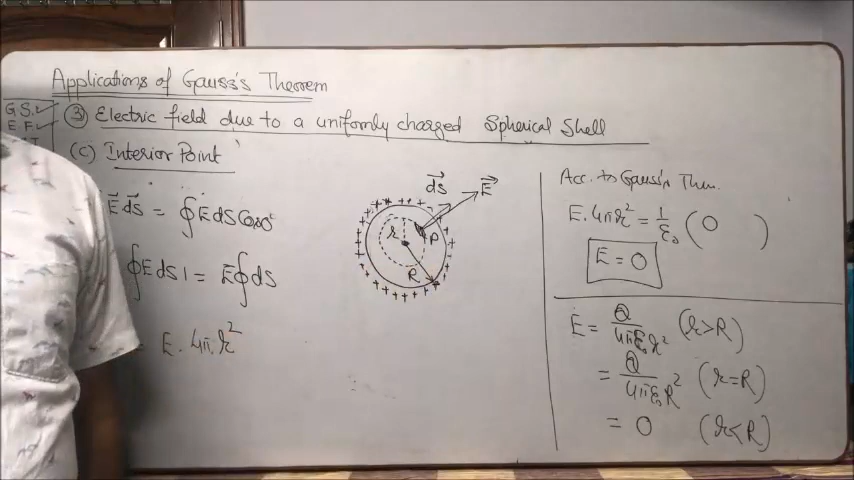 Applications of Gauss's Theorem
G S. ✓
E F ✓
③ Electric field due to a uniformly charged Spherical Shell
(C) Interior Point
E⃗ ds⃗ = ∮ E ds Cos0°
∮ E ds 1 = E ∮ ds
= E. 4πr²
ds⃗
E⃗
r
P
R
Acc. to Gauss's Thm.
E. 4πr² = 1/ε₀ ( 0 )
E = 0
E = Q/4πε₀r² (r>R)
= Q/4πε₀R² (r=R)
= 0 (r<R)